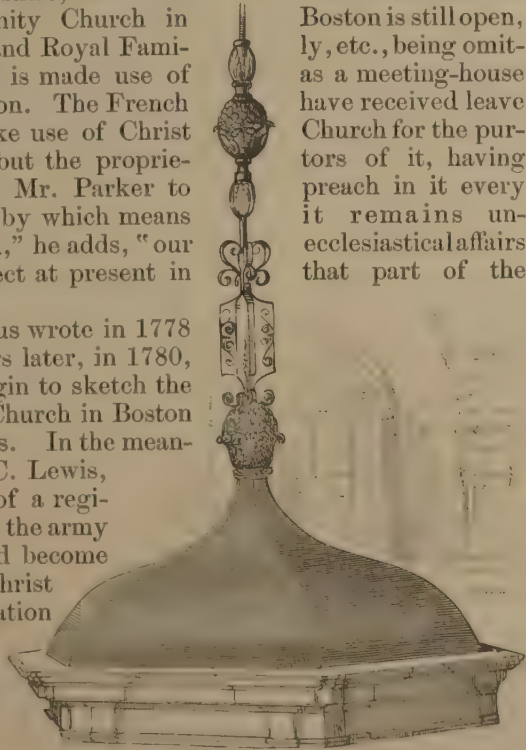 nity Church in Boston is still open,
nd Royal Fami- ly, etc., being omit-
is made use of as a meeting-house
on. The French have received leave
ke use of Christ Church for the pur-
but the proprie- tors of it, having
Mr. Parker to preach in it every
by which means it remains un-
.," he adds, "our ecclesiastical affairs
ect at present in that part of the
us wrote in 1778
rs later, in 1780,
gin to sketch the
Church in Boston
s. In the mean-
C. Lewis,
of a regi-
the army
d become
hrist
ation